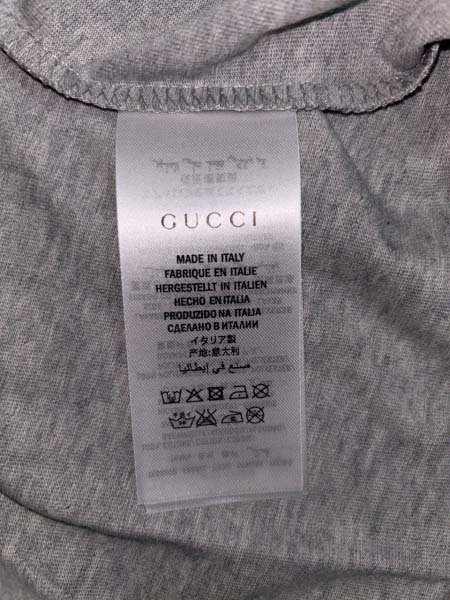 GUCCI
MADE IN ITALY
FABRIQUE EN ITALIE
HERGESTELLT IN ITALIEN
HECHO EN ITALIA
PRODUZIDO NA ITALIA
СДЕЛАНО В ИТАЛИИ
イタリア製
产地:意大利
صنع في إيطاليا